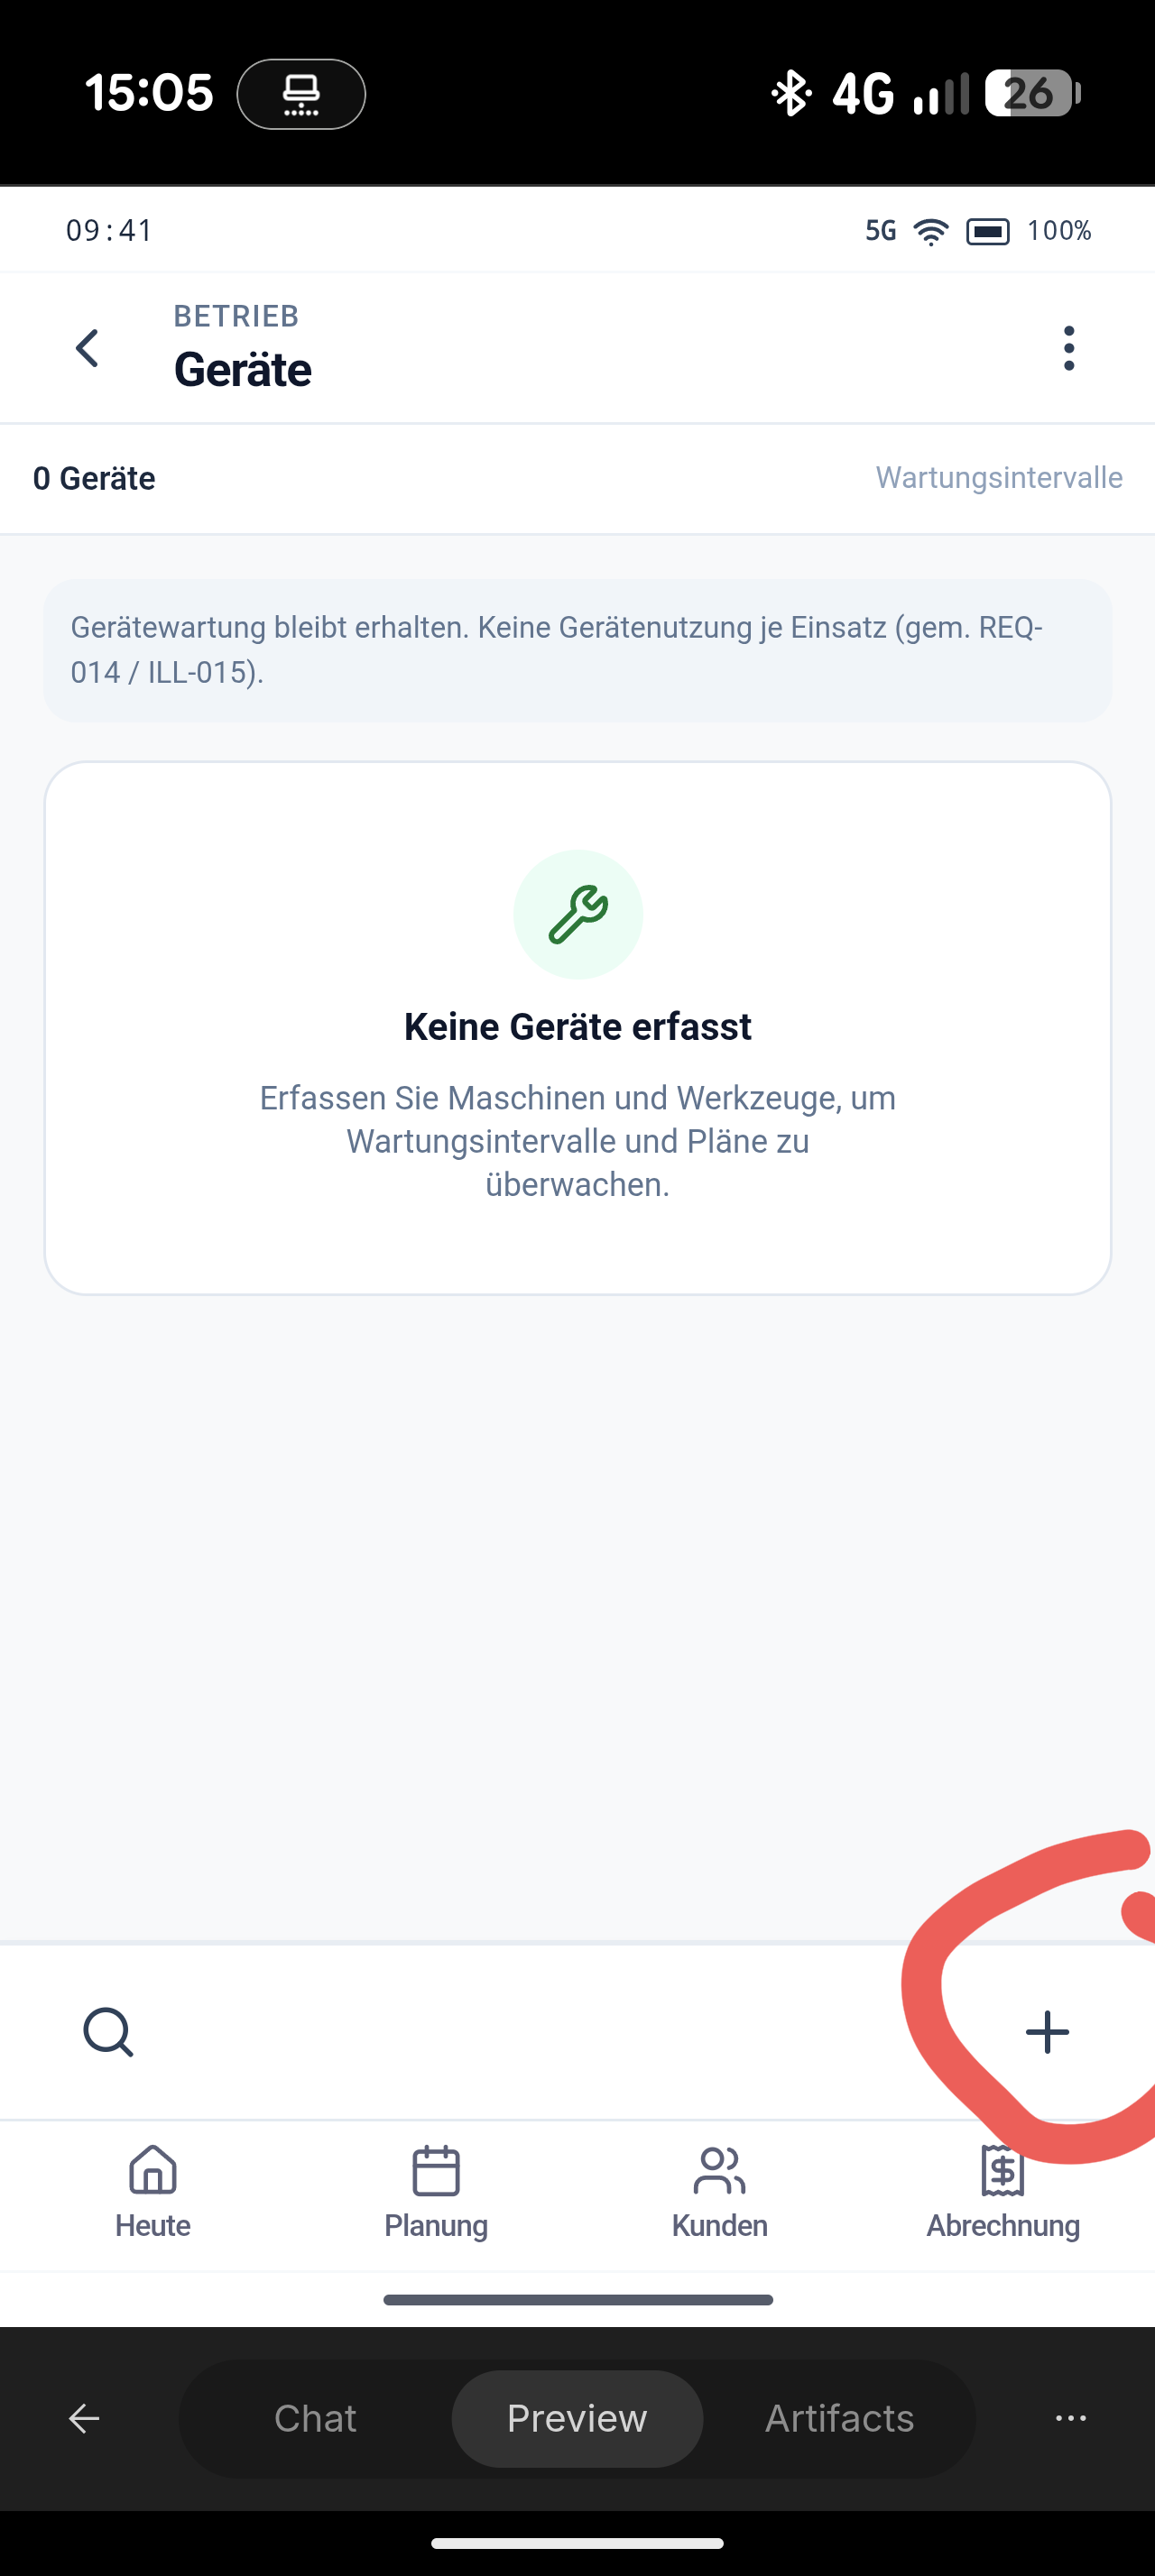 15:05
4G
26
09:41
5G 100%
BETRIEB
Geräte
0 Geräte
Wartungsintervalle
Gerätewartung bleibt erhalten. Keine Gerätenutzung je Einsatz (gem. REQ-
014 / ILL-015).
Keine Geräte erfasst
Erfassen Sie Maschinen und Werkzeuge, um
Wartungsintervalle und Pläne zu
überwachen.
Heute
Planung
Kunden
Abrechnung
Chat
Preview
Artifacts